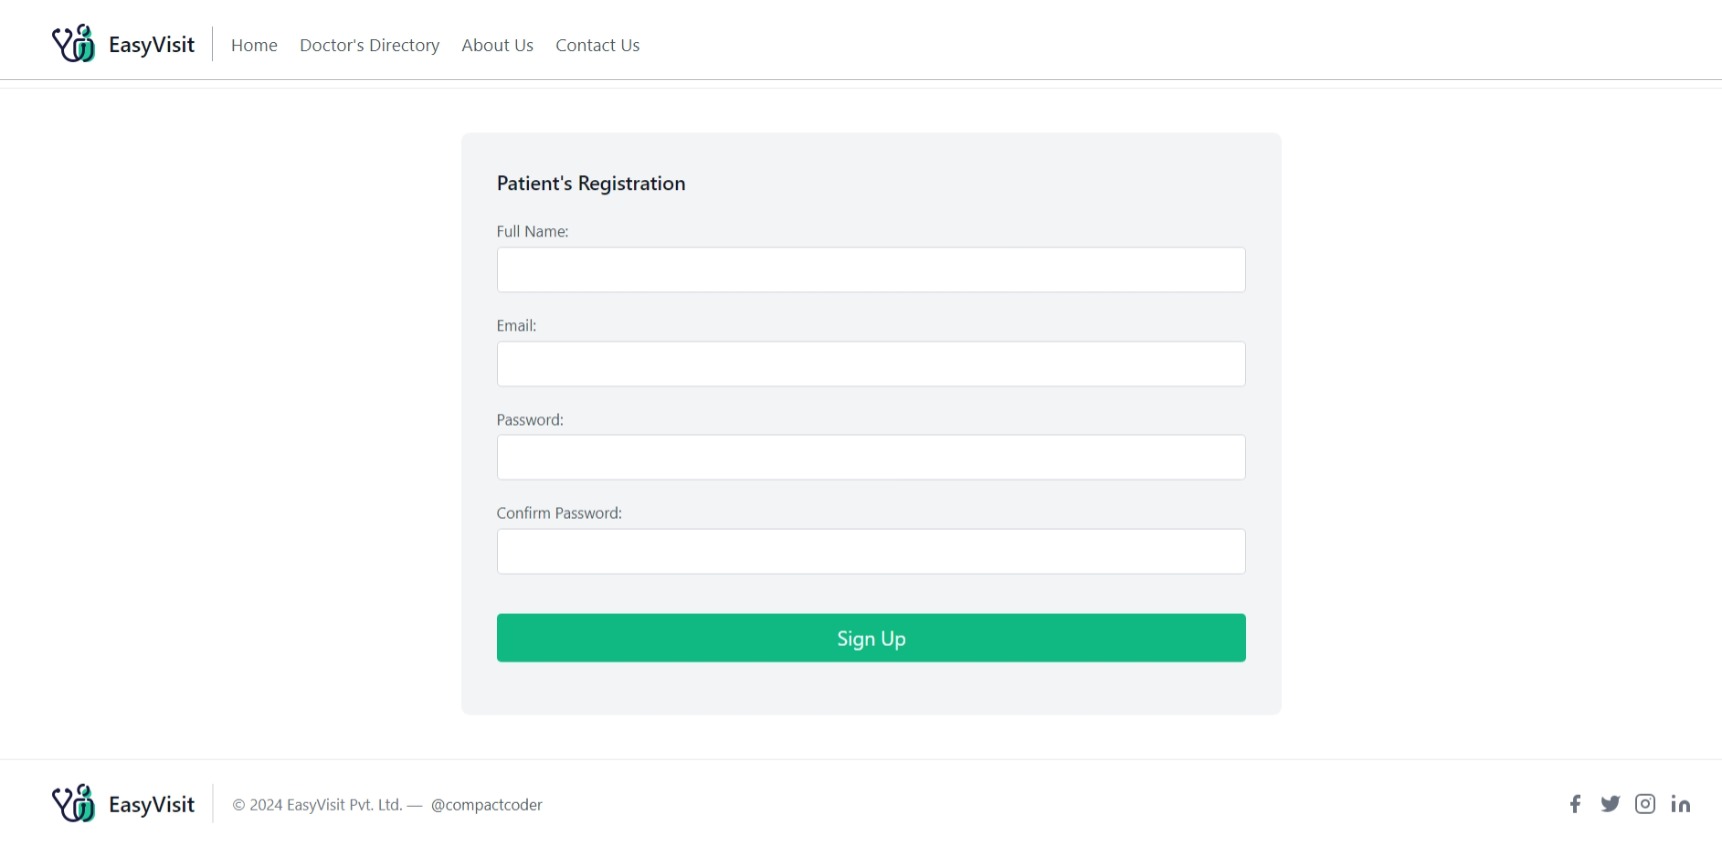 EasyVisit Home Doctor's Directory About Us Contact Us
Patient's Registration
Full Name:
Email:
Password:
Confirm Password:
Sign Up
EasyVisit © 2024 EasyVisit Pvt. Ltd. — @compactcoder